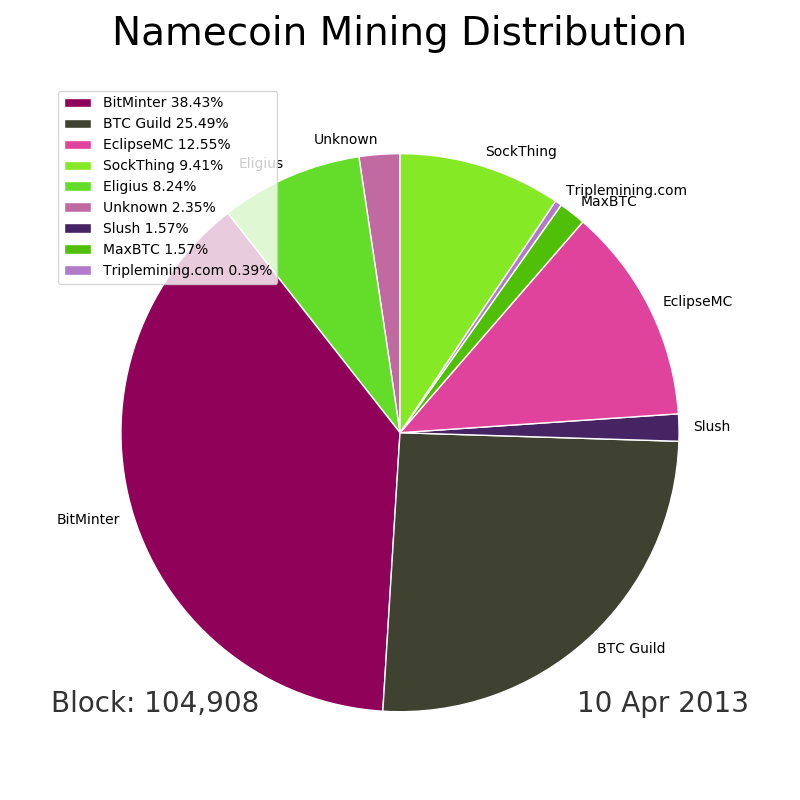 Namecoin Mining Distribution
BitMinter 38.43%
BTC Guild 25.49%
EclipseMC 12.55%
SockThing 9.41%
Eligius 8.24%
Unknown 2.35%
Slush 1.57%
MaxBTC 1.57%
Triplemining.com 0.39%
Eligius
Unknown
SockThing
Triplemining.com
MaxBTC
EclipseMC
Slush
BitMinter
BTC Guild
Block: 104,908
10 Apr 2013